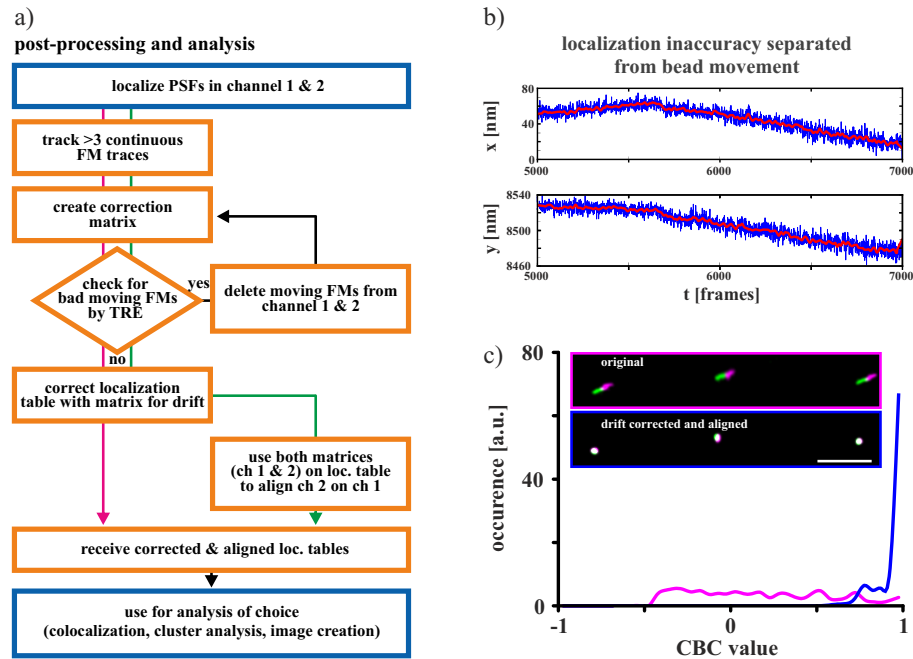 a)
post-processing and analysis
localize PSFs in channel 1 & 2
track >3 continuous
FM traces
create correction
matrix
check for
bad moving FMs
by TRE
yes
delete moving FMs from
channel 1 & 2
no
correct localization
table with matrix for drift
use both matrices
(ch 1 & 2) on loc. table
to align ch 2 on ch 1
receive corrected & aligned loc. tables
use for analysis of choice
(colocalization, cluster analysis, image creation)
b)
localization inaccuracy separated
from bead movement
x [nm]
80
40
0
5000 6000 7000
y [nm]
8540
8500
8460
5000 6000 7000
t [frames]
c)
occurence [a.u.]
80
40
0
original
drift corrected and aligned
-1 0 1
CBC value